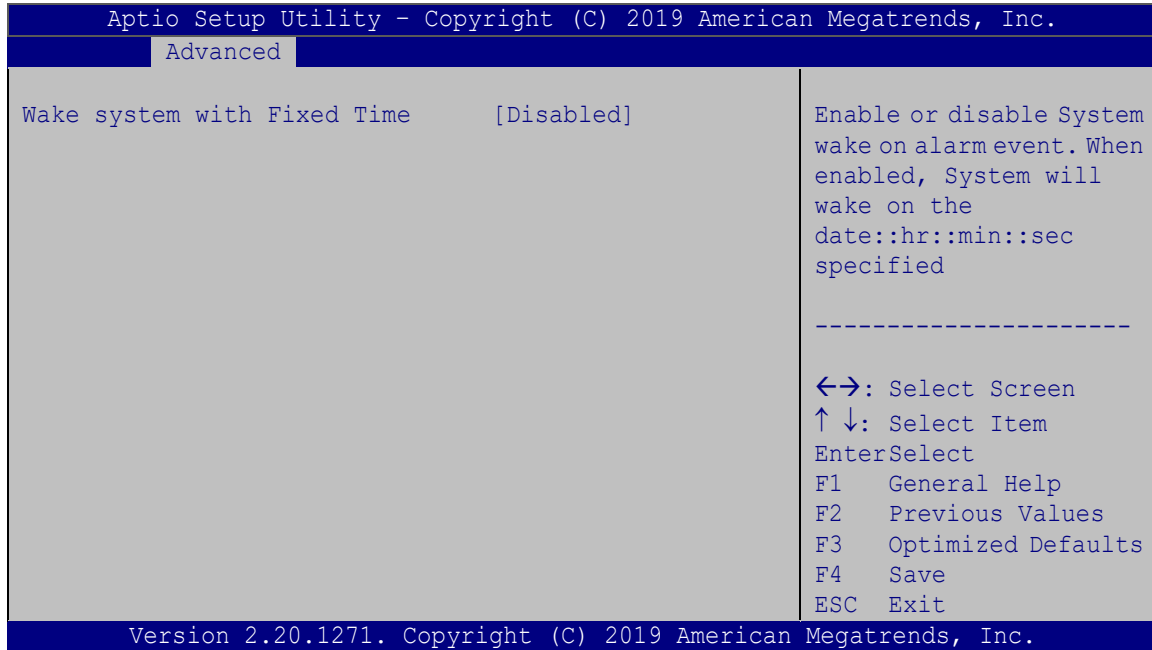 Aptio Setup Utility – Copyright (C) 2019 American Megatrends, Inc.
Advanced
Wake system with Fixed Time [Disabled]
Enable or disable System
wake on alarm event. When
enabled, System will
wake on the
date::hr::min::sec
specified
----------------------
←→: Select Screen
↑ ↓: Select Item
EnterSelect
F1 General Help
F2 Previous Values
F3 Optimized Defaults
F4 Save
ESC Exit
Version 2.20.1271. Copyright (C) 2019 American Megatrends, Inc.